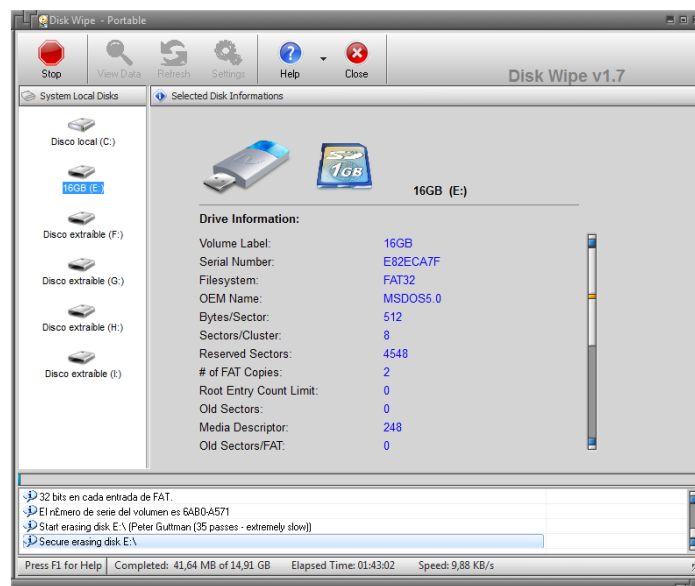 Disk Wipe - Portable
Stop
View Data
Refresh
Settings
Help
Close
Disk Wipe v1.7
System Local Disks
Selected Disk Informations
Disco local (C:)
16GB (E:)
Disco extraíble (F:)
Disco extraíble (G:)
Disco extraíble (H:)
Disco extraíble (I:)
SD
1GB
16GB (E:)
Drive Information:
Volume Label: 16GB
Serial Number: E82ECA7F
Filesystem: FAT32
OEM Name: MSDOS5.0
Bytes/Sector: 512
Sectors/Cluster: 8
Reserved Sectors: 4548
# of FAT Copies: 2
Root Entry Count Limit: 0
Old Sectors: 0
Media Descriptor: 248
Old Sectors/FAT: 0
32 bits en cada entrada de FAT.
El nÉmero de serie del volumen es 6AB0-A571
Start erasing disk E:\ (Peter Guttman (35 passes - extremely slow))
Secure erasing disk E:\
Press F1 for Help
Completed: 41,64 MB of 14,91 GB
Elapsed Time: 01:43:02
Speed: 9,88 KB/s